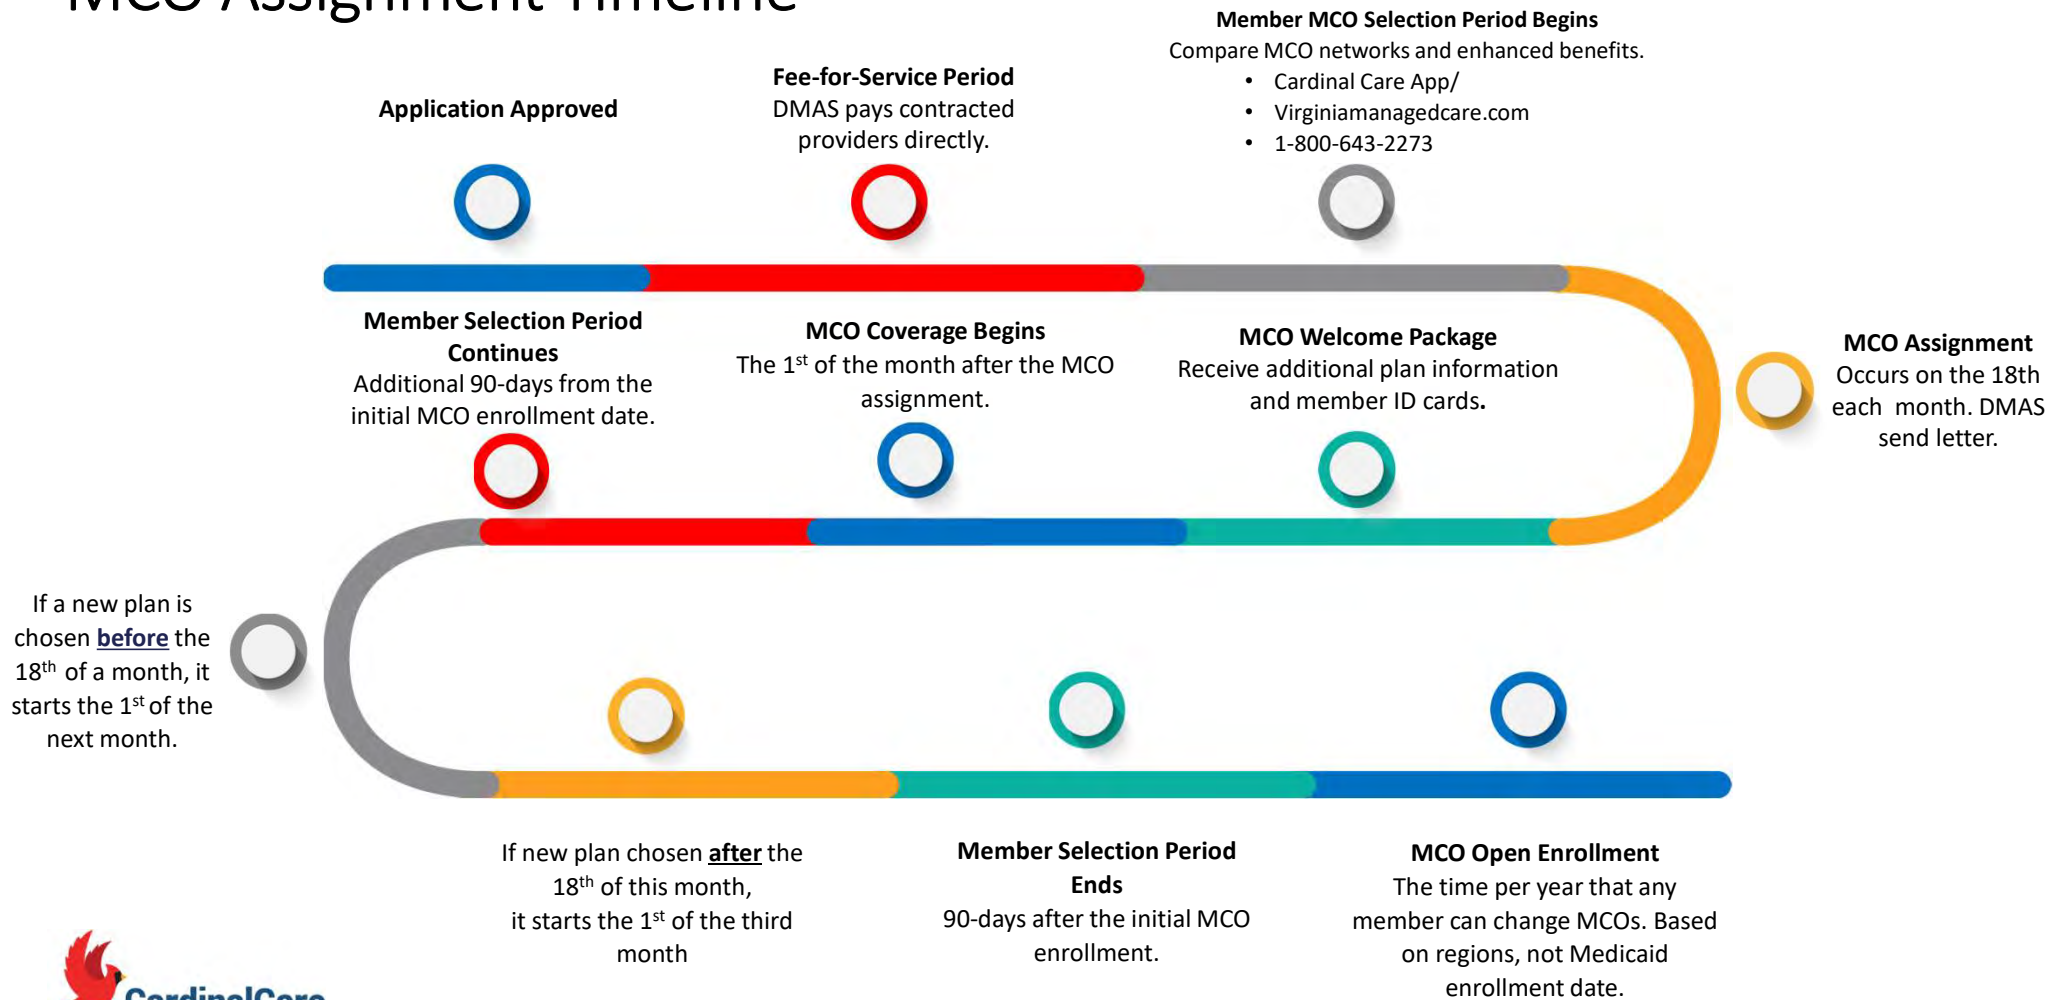 MCO Assignment Timeline
Application Approved
Fee-for-Service Period
DMAS pays contracted
providers directly.
Member MCO Selection Period Begins
Compare MCO networks and enhanced benefits.
• Cardinal Care App/
• Virginiamanagedcare.com
• 1-800-643-2273
MCO Assignment
Occurs on the 18th
each  month. DMAS
send letter.
MCO Welcome Package
Receive additional plan information
and member ID cards.
MCO Coverage Begins
The 1st of the month after the MCO
assignment.
Member Selection Period
Continues
Additional 90-days from the
initial MCO enrollment date.
If a new plan is
chosen before the
18th of a month, it
starts the 1st of the
next month.
If new plan chosen after the
18th of this month,
it starts the 1st of the third
month
Member Selection Period
Ends
90-days after the initial MCO
enrollment.
MCO Open Enrollment
The time per year that any
member can change MCOs. Based
on regions, not Medicaid
enrollment date.
CardinalCare